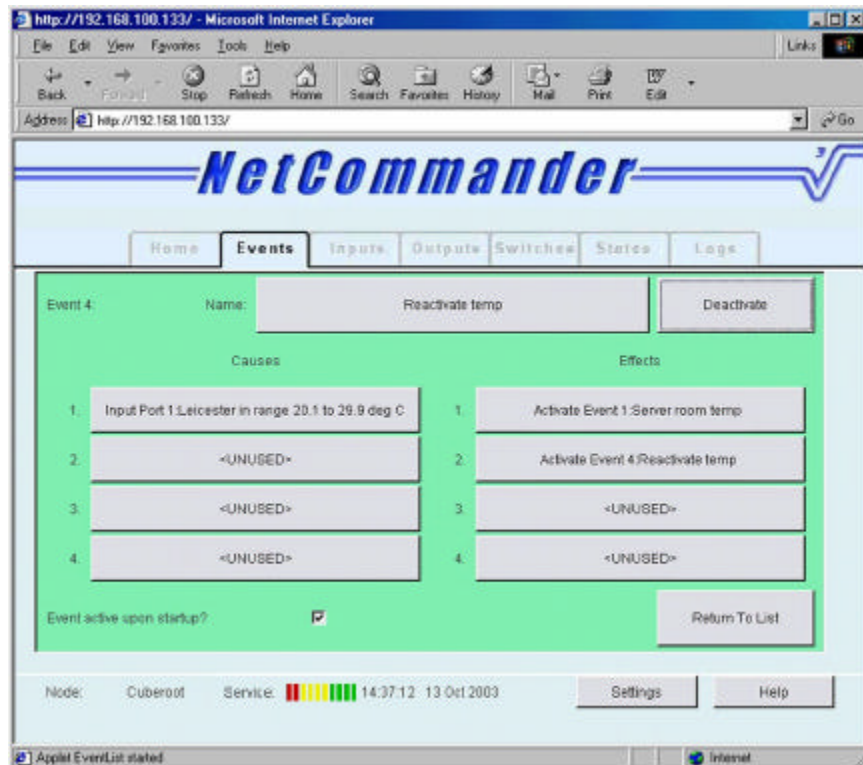 http://192.168.100.133/ - Microsoft Internet Explorer
File Edit View Favorites Tools Help Links
Back Forward Stop Refresh Home Search Favorites History Mail Print Edit
Address http://192.168.100.133/ Go
NetCommander 3
Home Events Inputs Outputs Switches States Logs
Event 4: Name: Reactivate temp Deactivate
Causes Effects
1. Input Port 1:Leicester in range 20.1 to 29.9 deg C 1. Activate Event 1:Server room temp
2. <UNUSED> 2. Activate Event 4:Reactivate temp
3. <UNUSED> 3. <UNUSED>
4. <UNUSED> 4. <UNUSED>
Event active upon startup? Return To List
Node: Cuberoot Service: 14:37:12 13 Oct 2003 Settings Help
Applet EventList started Internet